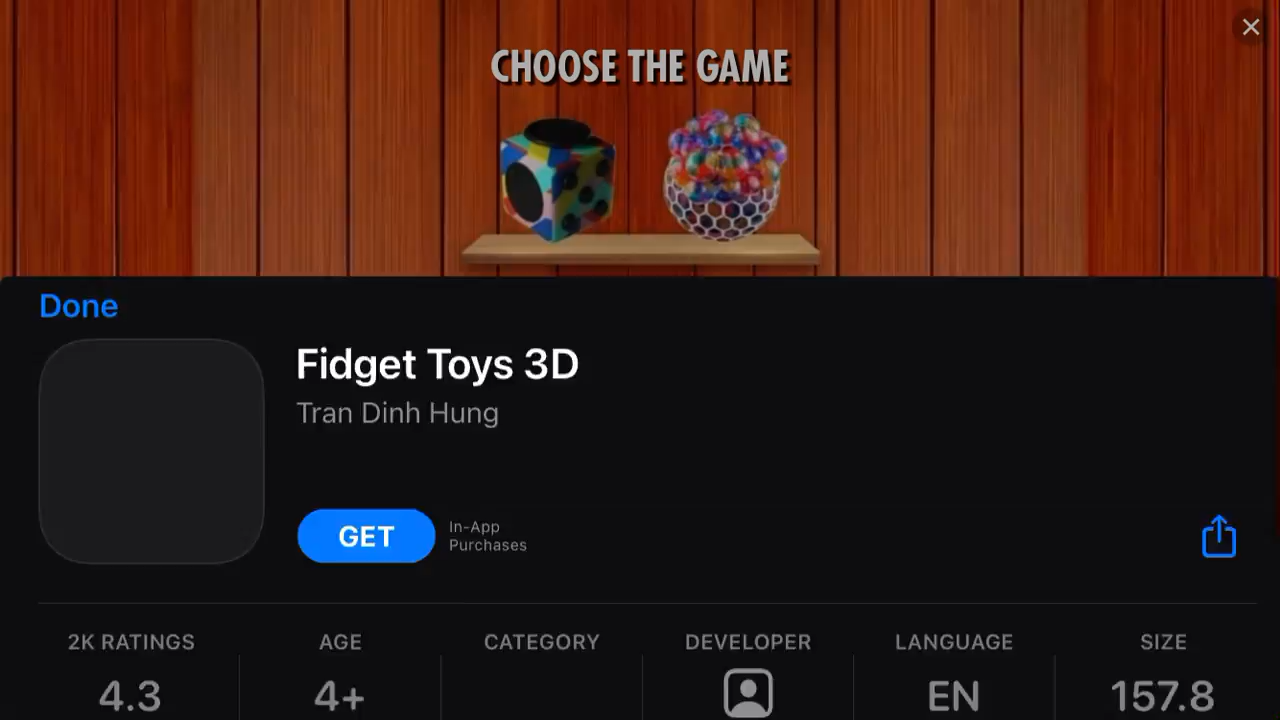 CHOOSE THE GAME
Done
Fidget Toys 3D
Tran Dinh Hung
GET
In-App
Purchases
2K RATINGS
AGE
CATEGORY
DEVELOPER
LANGUAGE
SIZE
4.3
4+
EN
157.8